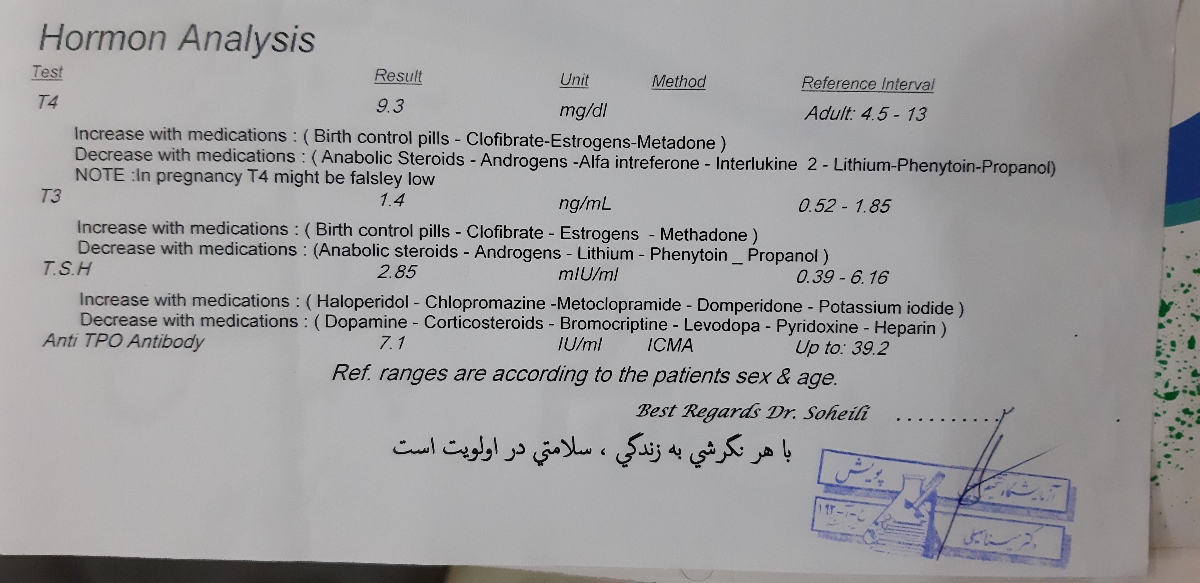 Hormon Analysis
Test Result Unit Method Reference Interval
T4 9.3 mg/dl Adult: 4.5 - 13
Increase with medications : ( Birth control pills - Clofibrate-Estrogens-Metadone )
Decrease with medications : ( Anabolic Steroids - Androgens -Alfa intreferone - Interlukine 2 - Lithium-Phenytoin-Propanol)
NOTE :In pregnancy T4 might be falsley low
T3 1.4 ng/mL 0.52 - 1.85
Increase with medications : ( Birth control pills - Clofibrate - Estrogens - Methadone )
Decrease with medications : (Anabolic steroids - Androgens - Lithium - Phenytoin _ Propanol )
T.S.H 2.85 mIU/ml 0.39 - 6.16
Increase with medications : ( Haloperidol - Chlopromazine -Metoclopramide - Domperidone - Potassium iodide )
Decrease with medications : ( Dopamine - Corticosteroids - Bromocriptine - Levodopa - Pyridoxine - Heparin )
Anti TPO Antibody 7.1 IU/ml ICMA Up to: 39.2
Ref. ranges are according to the patients sex & age.
Best Regards Dr. Soheili ..........
با هر نگرشي به زندگي ، سلامتي در اولويت است
آزمایشگاه پویش
دکتر